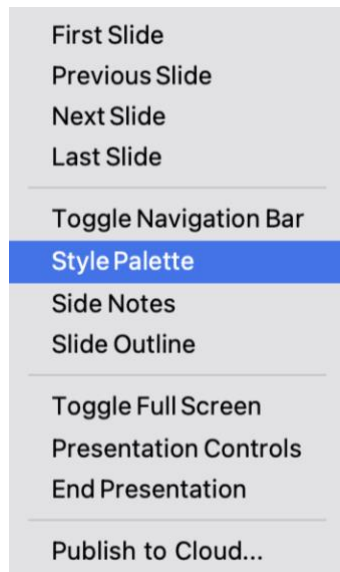 First Slide
Previous Slide
Next Slide
Last Slide
Toggle Navigation Bar
Style Palette
Side Notes
Slide Outline
Toggle Full Screen
Presentation Controls
End Presentation
Publish to Cloud...